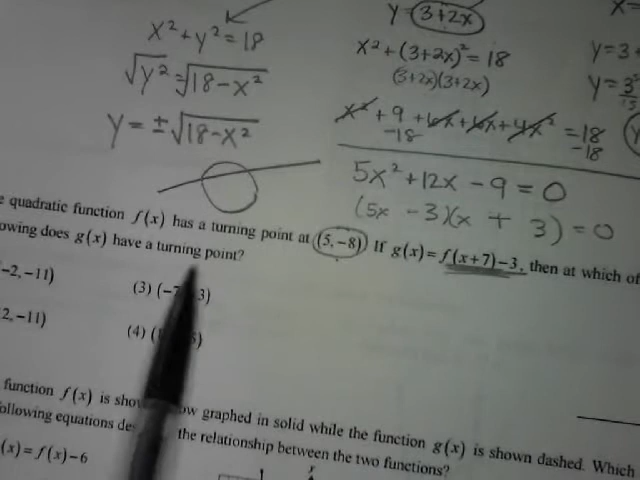 y = 3+2x
x² + y² = 18
x² + (3+2x)² = 18
y = 3
√y² = √18-x²
(3+2x)(3+2x)
y = ± √18-x²
x² + 9 + 6x + 6x + 4x² = 18
-18 -18
5x² + 12x - 9 = 0
(5x - 3)(x + 3) = 0
quadratic function f(x) has a turning point at (5, -8) If g(x) = f(x+7)-3, then at which of
does g(x) have a turning point?
-2, -11)
(3)
2, -11)
(4)
function f(x) is graphed in solid while the function g(x) is shown dashed. Which
following equations the relationship between the two functions?
(x) = f(x)-6
y